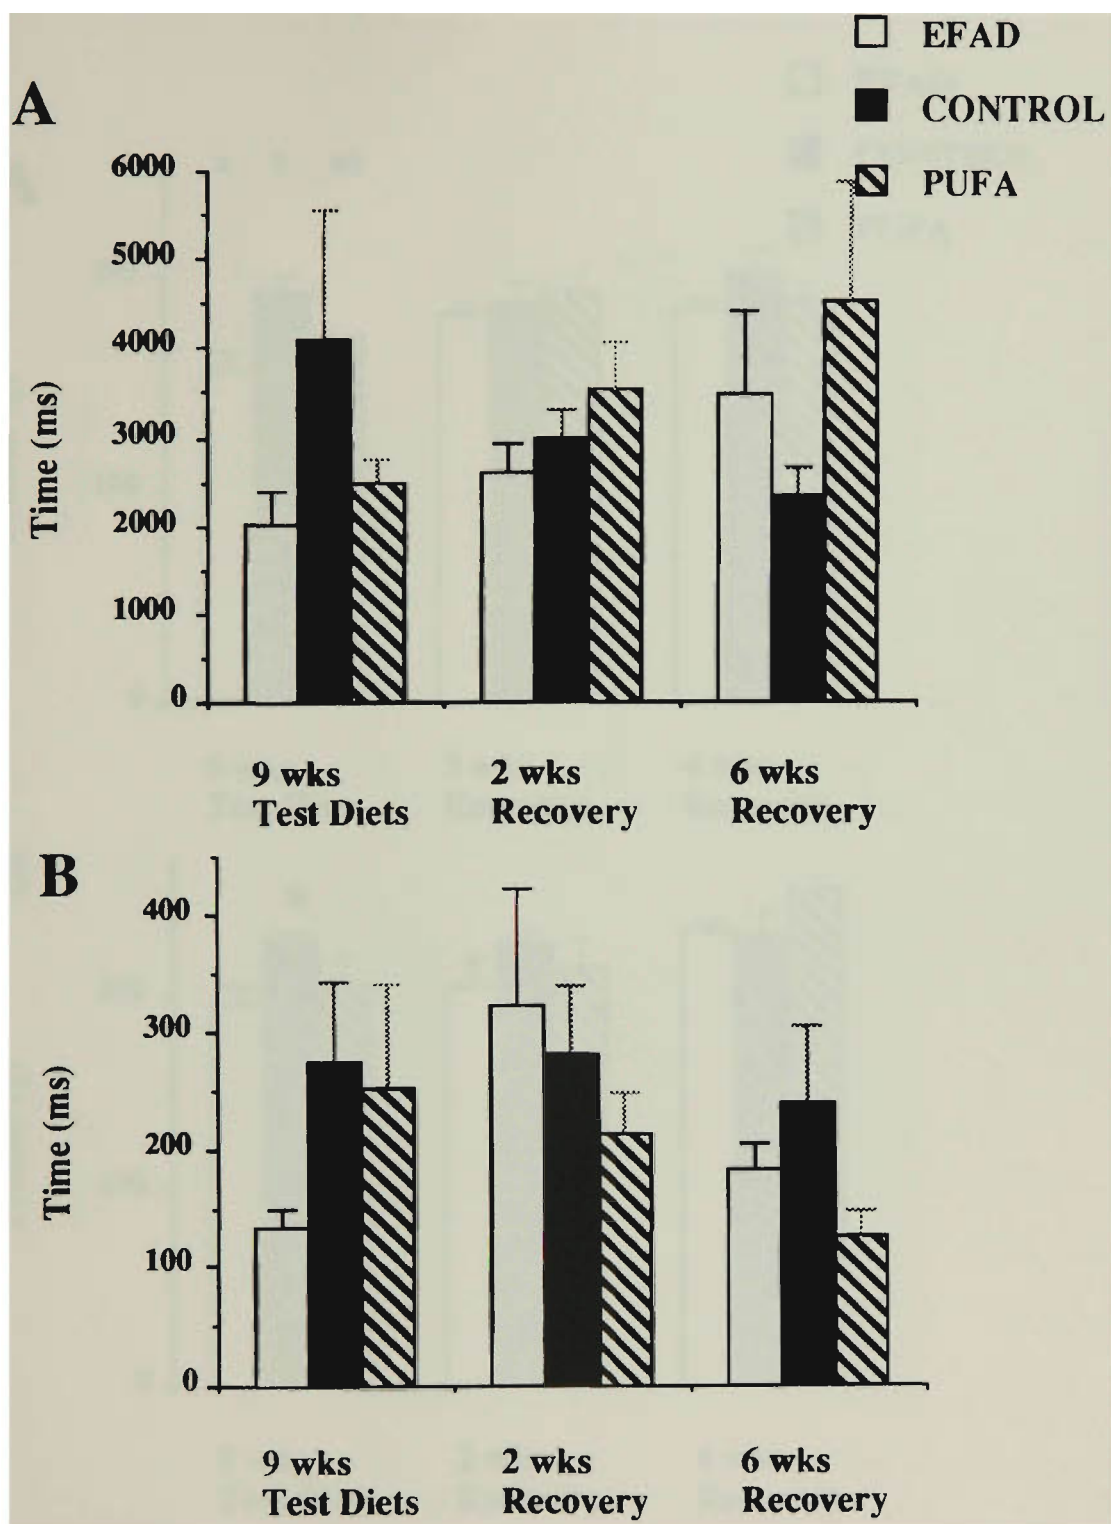 EFAD
CONTROL
PUFA
A
6000
5000
4000
3000
2000
1000
0
Time (ms)
9 wks
Test Diets
2 wks
Recovery
6 wks
Recovery
B
400
300
200
100
0
Time (ms)
9 wks
Test Diets
2 wks
Recovery
6 wks
Recovery